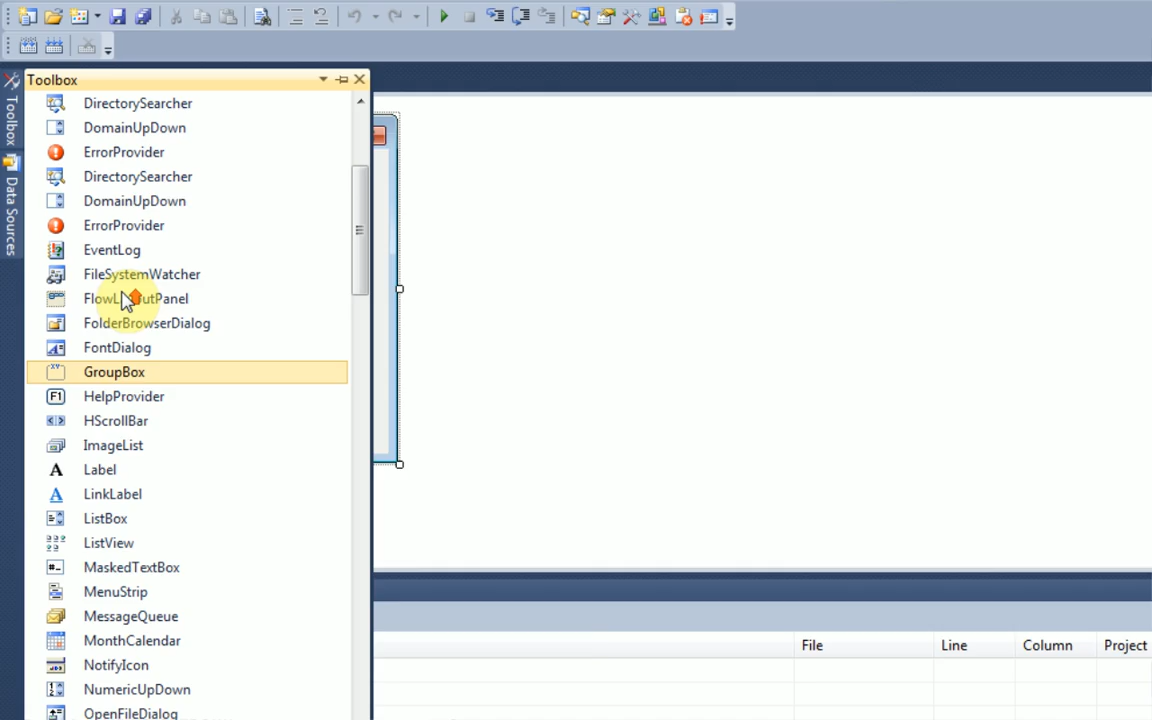 Toolbox
Toolbox
Data Sources
DirectorySearcher
DomainUpDown
ErrorProvider
DirectorySearcher
DomainUpDown
ErrorProvider
EventLog
FileSystemWatcher
FlowLayoutPanel
FolderBrowserDialog
FontDialog
GroupBox
HelpProvider
HScrollBar
ImageList
Label
LinkLabel
ListBox
ListView
MaskedTextBox
MenuStrip
MessageQueue
MonthCalendar
NotifyIcon
NumericUpDown
OpenFileDialog
File Line Column Project